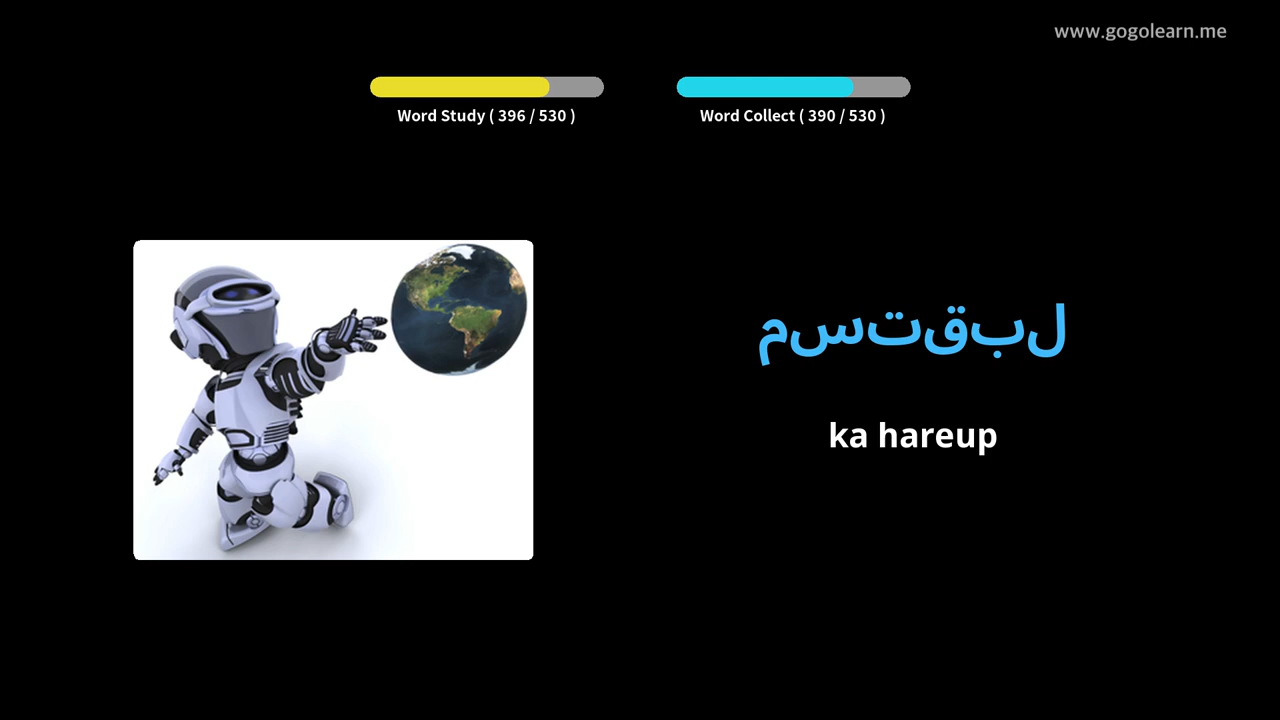 www.gogolearn.me
Word Study ( 396 / 530 )
Word Collect ( 390 / 530 )
مستقبل
ka hareup